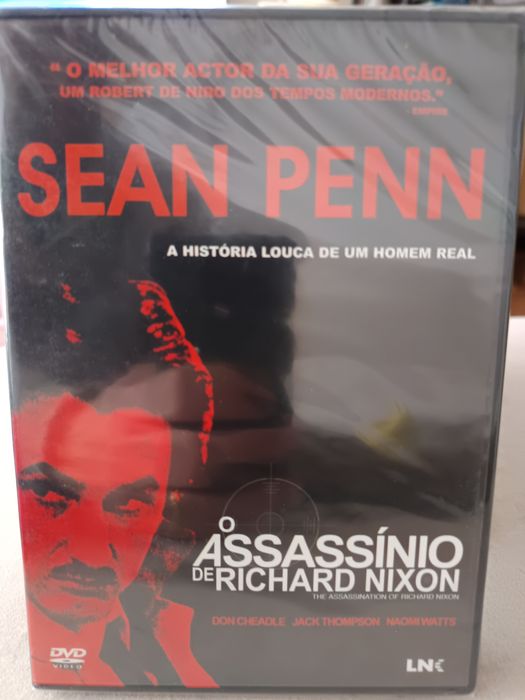 “ O MELHOR ACTOR DA SUA GERAÇÃO,
UM ROBERT DE NIRO DOS TEMPOS MODERNOS.”
EMPIRE
SEAN PENN
A HISTÓRIA LOUCA DE UM HOMEM REAL
O
ASSASSÍNIO
DE RICHARD NIXON
THE ASSASSINATION OF RICHARD NIXON
DON CHEADLE JACK THOMPSON NAOMI WATTS
DVD
VIDEO
LNK